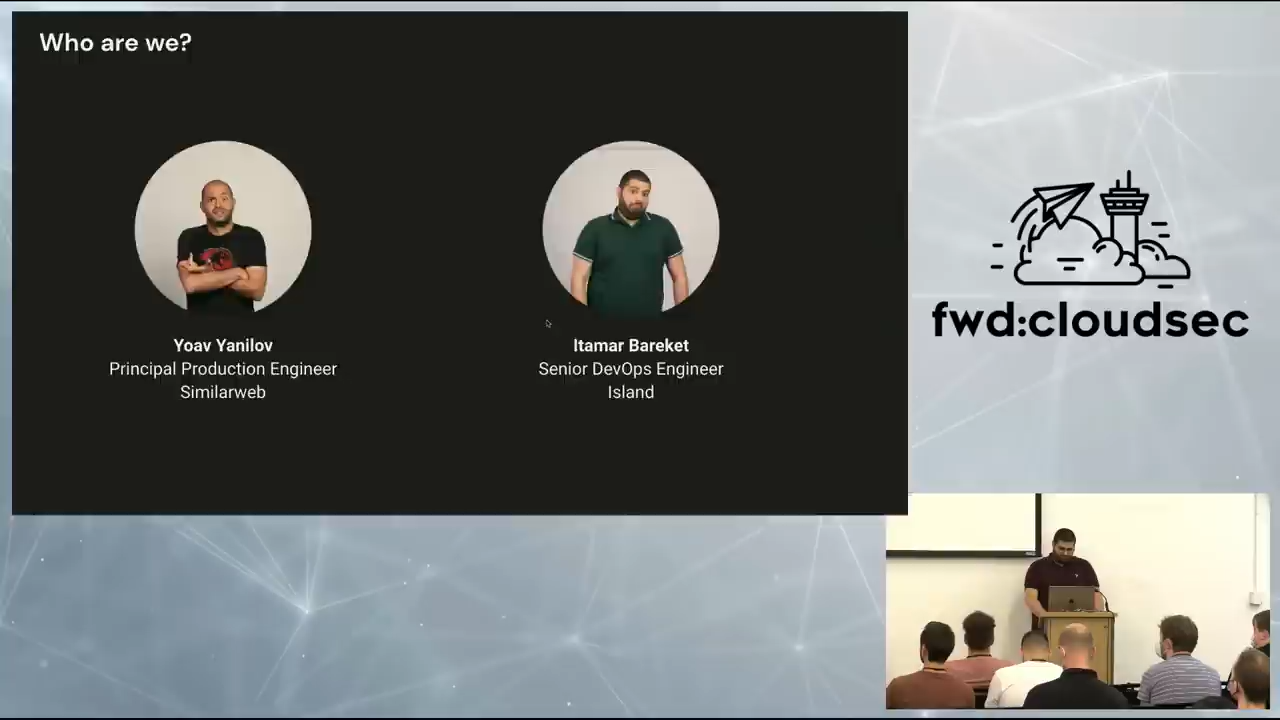 Who are we?
Yoav Yanilov
Principal Production Engineer
Similarweb
Itamar Bareket
Senior DevOps Engineer
Island
fwd:cloudsec